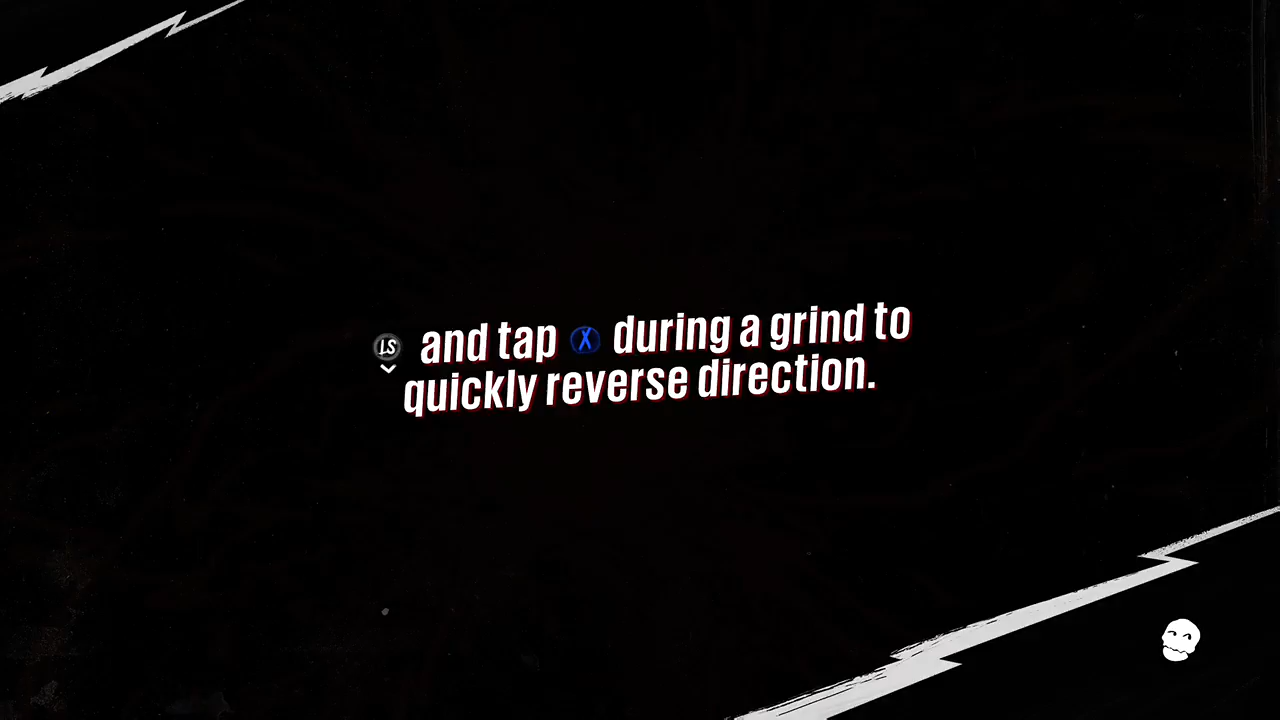 LS and tap X during a grind to
quickly reverse direction.